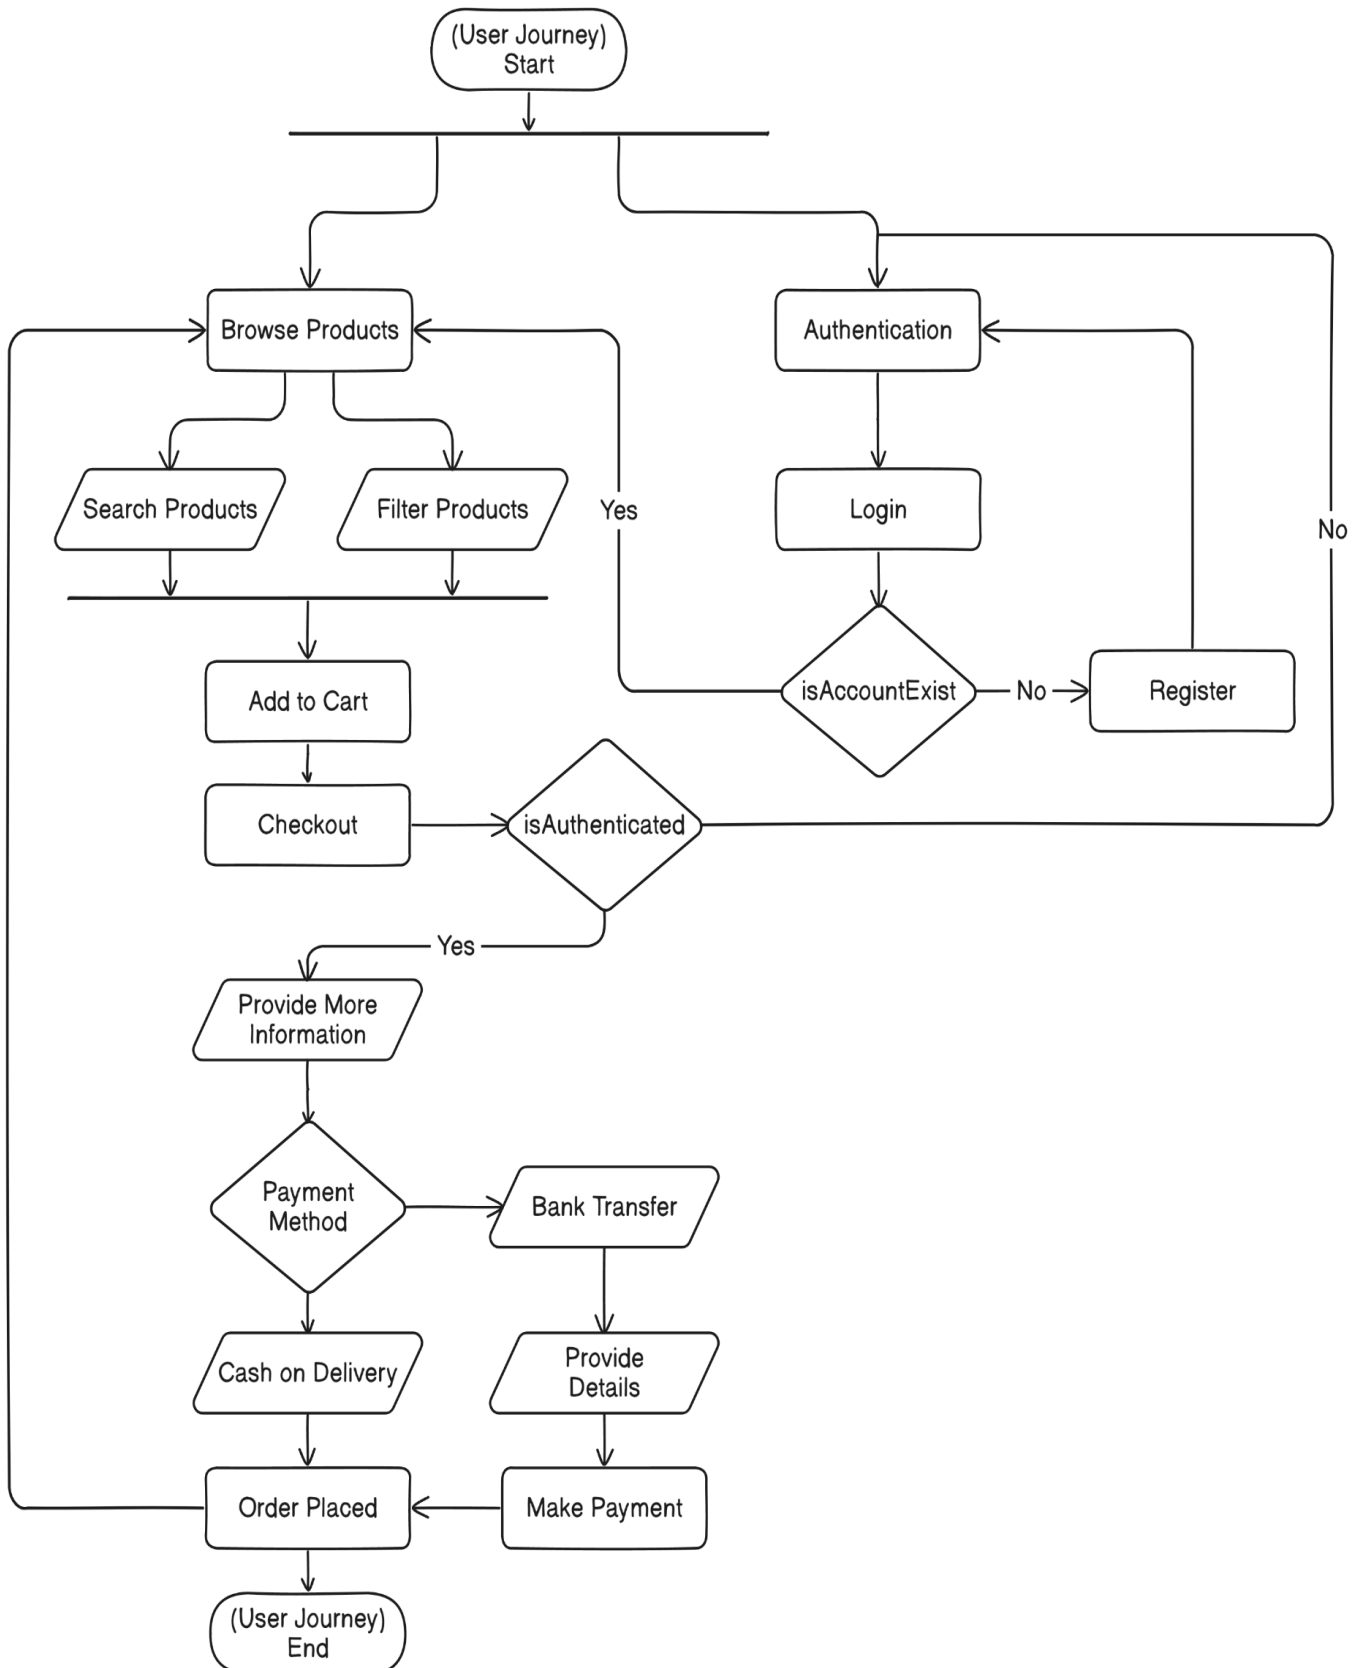 (User Journey)
Start
Browse Products
Authentication
Search Products
Filter Products
Yes
Login
No
Add to Cart
isAccountExist
No
Register
Checkout
isAuthenticated
Yes
Provide More
Information
Payment
Method
Bank Transfer
Cash on Delivery
Provide
Details
Order Placed
Make Payment
(User Journey)
End